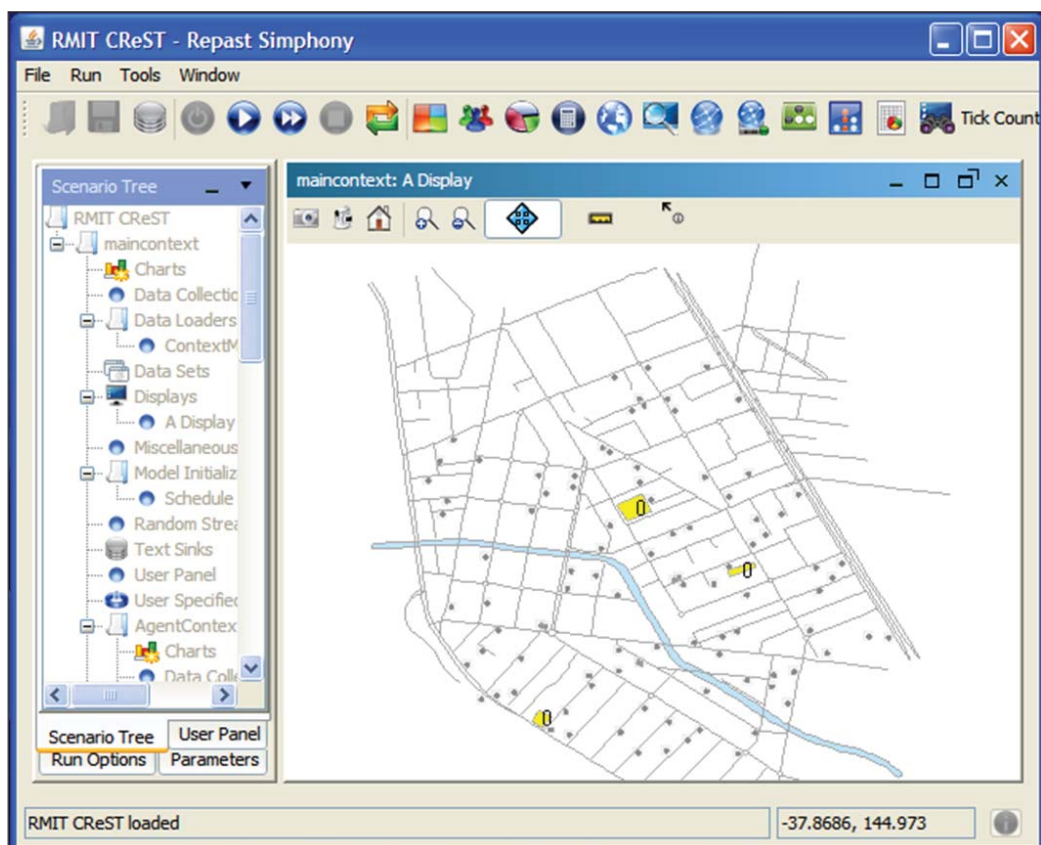 RMIT CReST - Repast Simphony
File Run Tools Window
Tick Count
Scenario Tree
maincontext: A Display
RMIT CReST
maincontext
Charts
Data Collectio
Data Loaders
ContextM
Data Sets
Displays
A Display
Miscellaneous
Model Initializ
Schedule
Random Strea
Text Sinks
User Panel
User Specified
AgentContex
Charts
Data Colle
0
0
0
Scenario Tree User Panel
Run Options Parameters
RMIT CReST loaded
-37.8686, 144.973